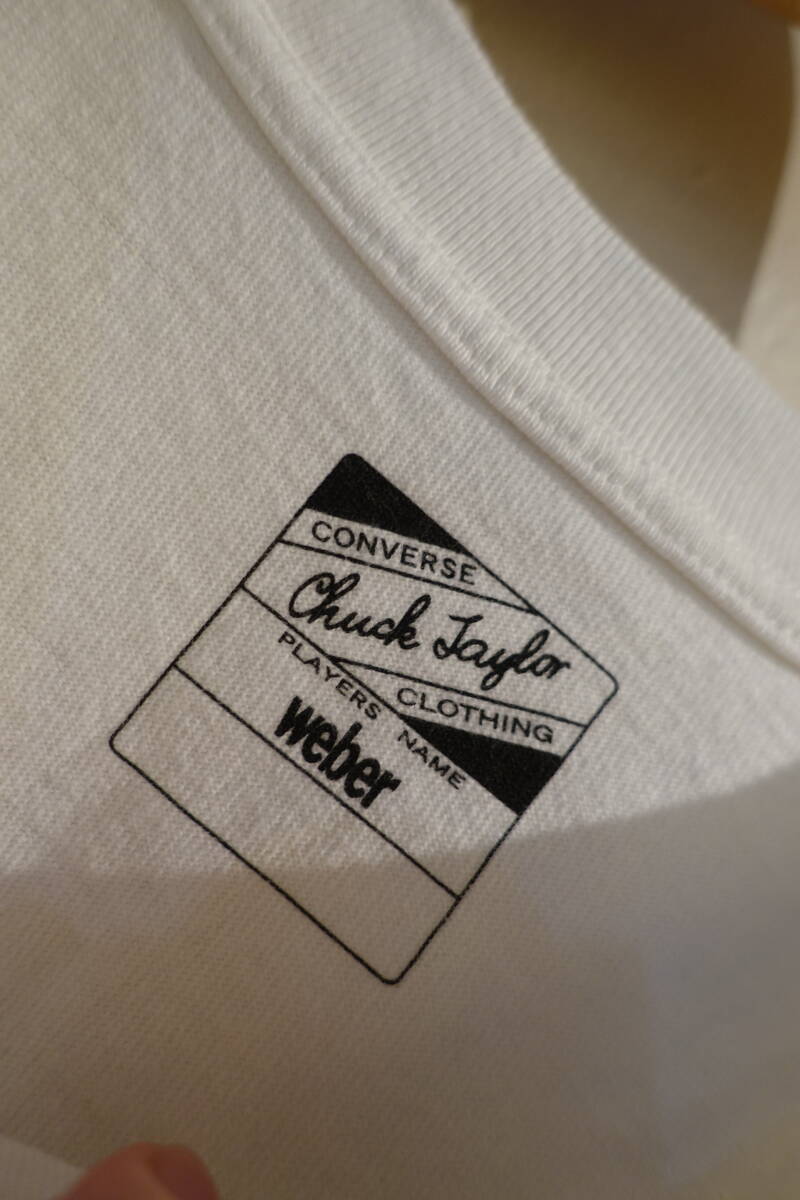 CONVERSE
Chuck Taylor
CLOTHING
PLAYERS NAME
weber